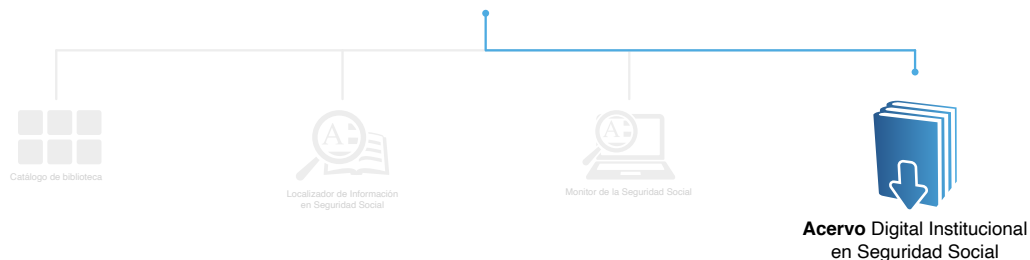 Catálogo de biblioteca
Localizador de Información
en Seguridad Social
Monitor de la Seguridad Social
Acervo Digital Institucional
en Seguridad Social